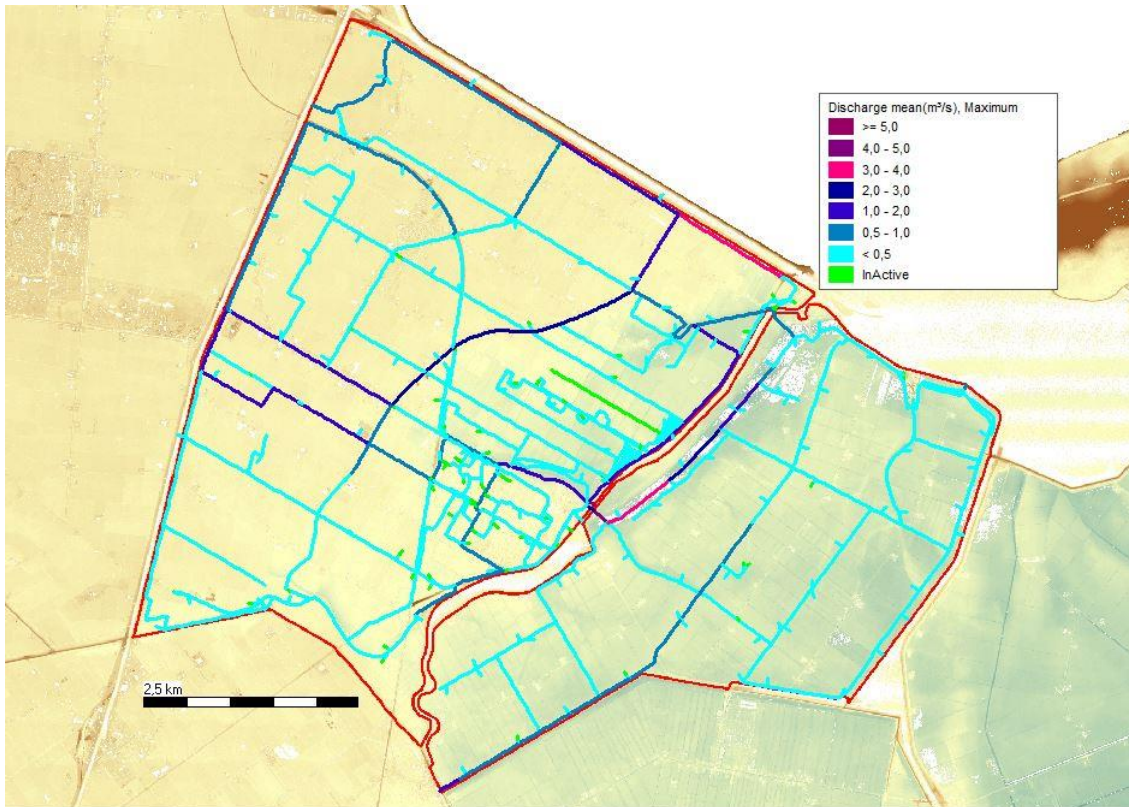 Discharge mean(m³/s), Maximum
>= 5,0
4,0 - 5,0
3,0 - 4,0
2,0 - 3,0
1,0 - 2,0
0,5 - 1,0
< 0,5
InActive
2,5 km